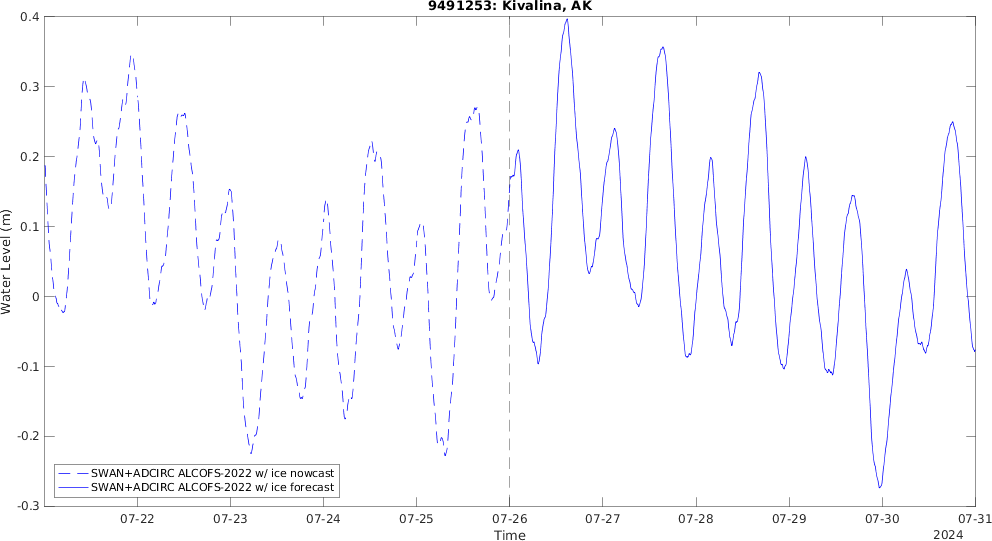 9491253: Kivalina, AK
0.4
0.3
0.2
0.1
0
-0.1
-0.2
-0.3
Water Level (m)
SWAN+ADCIRC ALCOFS-2022 w/ ice nowcast
SWAN+ADCIRC ALCOFS-2022 w/ ice forecast
07-22 07-23 07-24 07-25 07-26 07-27 07-28 07-29 07-30 07-31
Time
2024